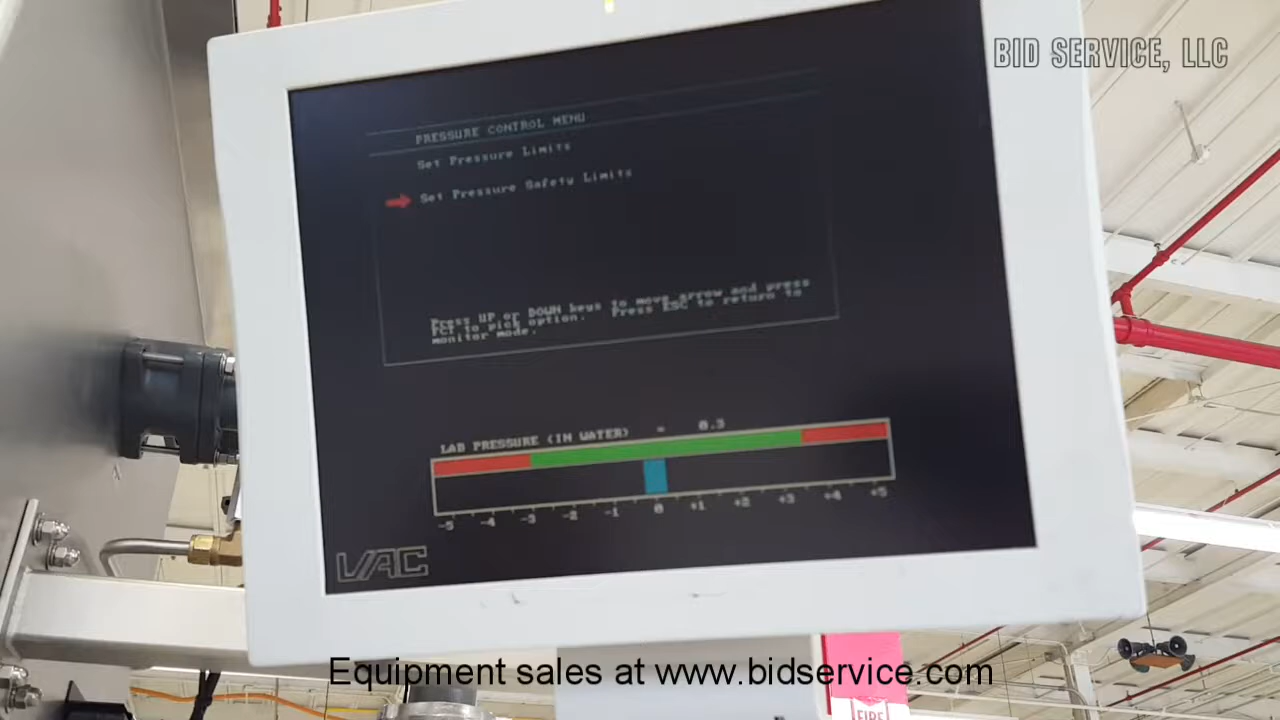 BID SERVICE, LLC
PRESSURE CONTROL MENU
Set Pressure Limits
Set Pressure Safety Limits
Press UP or DOWN keys to move arrow and press
PC1 to pick option. Press ESC to return to
monitor mode.
LAB PRESSURE (IN WATER) = 0.3
-5 -4 -3 -2 -1 0 +1 +2 +3 +4 +5
VAC
Equipment sales at www.bidservice.com
FIRE